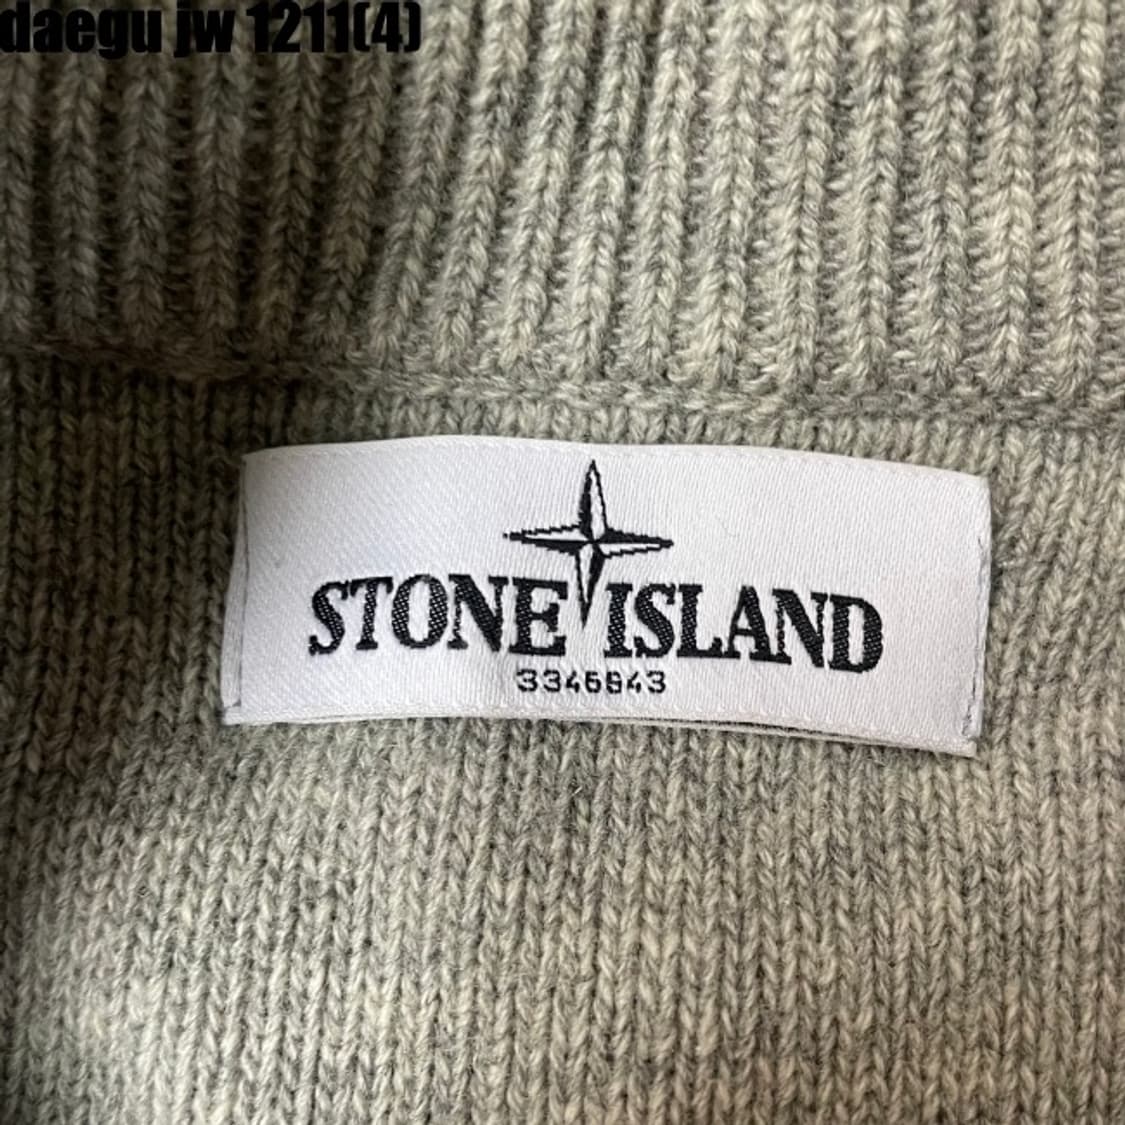 daegu jw 1211(4)
STONE ISLAND
3346843